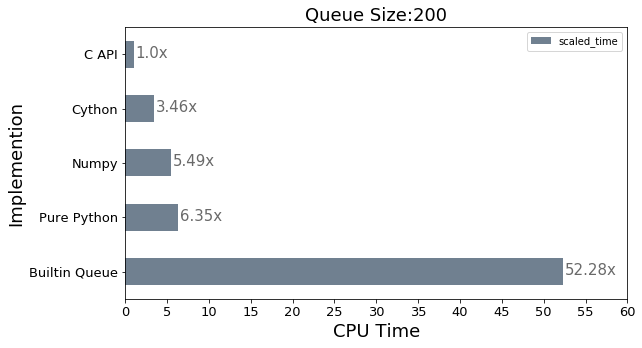 Queue Size:200
scaled_time
C API
1.0x
Cython
3.46x
Numpy
5.49x
Pure Python
6.35x
Builtin Queue
52.28x
Implemention
0 5 10 15 20 25 30 35 40 45 50 55 60
CPU Time